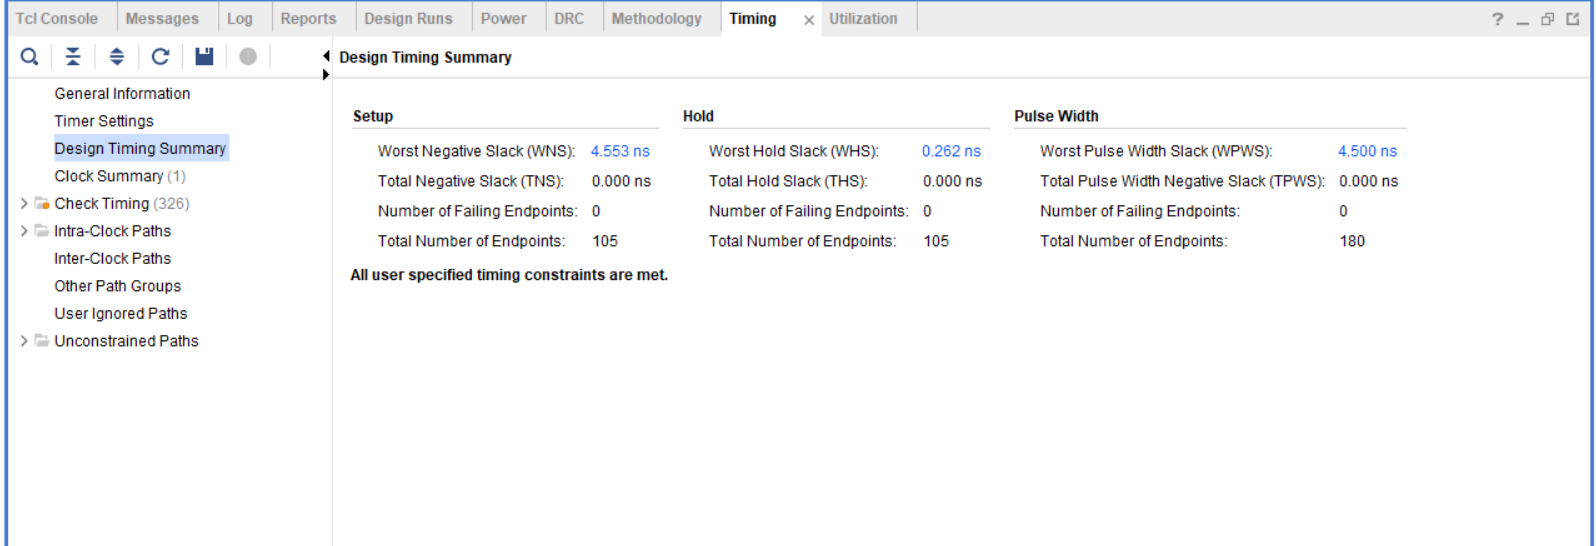 Tcl Console Messages Log Reports Design Runs Power DRC Methodology Timing × Utilization ?
Design Timing Summary
General Information
Timer Settings
Design Timing Summary
Clock Summary (1)
Check Timing (326)
Intra-Clock Paths
Inter-Clock Paths
Other Path Groups
User Ignored Paths
Unconstrained Paths
Setup Hold Pulse Width
Worst Negative Slack (WNS): 4.553 ns Worst Hold Slack (WHS): 0.262 ns Worst Pulse Width Slack (WPWS): 4.500 ns
Total Negative Slack (TNS): 0.000 ns Total Hold Slack (THS): 0.000 ns Total Pulse Width Negative Slack (TPWS): 0.000 ns
Number of Failing Endpoints: 0 Number of Failing Endpoints: 0 Number of Failing Endpoints: 0
Total Number of Endpoints: 105 Total Number of Endpoints: 105 Total Number of Endpoints: 180
All user specified timing constraints are met.